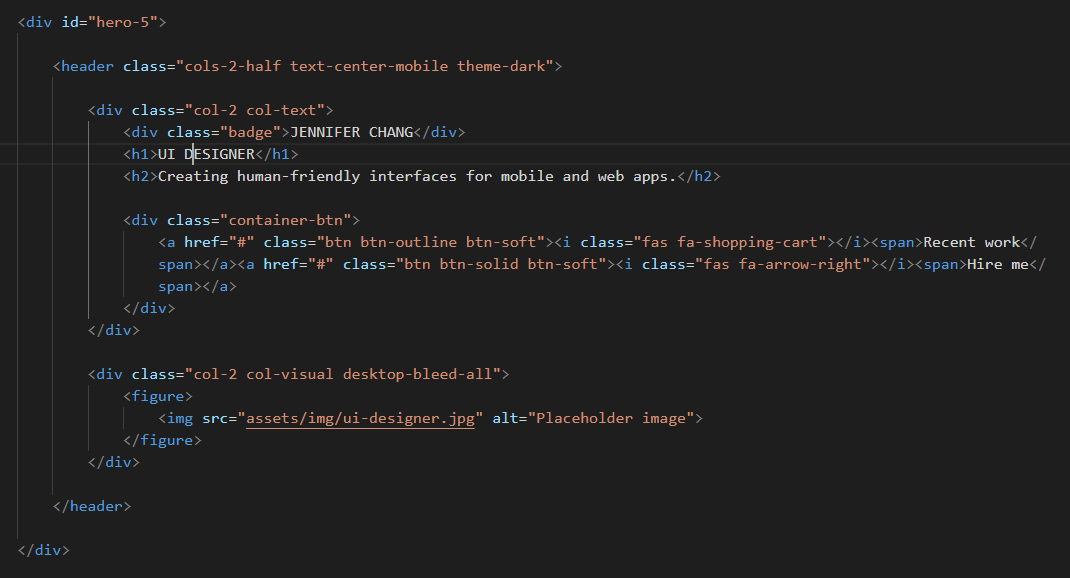 <div id="hero-5">
<header class="cols-2-half text-center-mobile theme-dark">
<div class="col-2 col-text">
<div class="badge">JENNIFER CHANG</div>
<h1>UI DESIGNER</h1>
<h2>Creating human-friendly interfaces for mobile and web apps.</h2>
<div class="container-btn">
<a href="#" class="btn btn-outline btn-soft"><i class="fas fa-shopping-cart"></i><span>Recent work</
span></a><a href="#" class="btn btn-solid btn-soft"><i class="fas fa-arrow-right"></i><span>Hire me</
span></a>
</div>
</div>
<div class="col-2 col-visual desktop-bleed-all">
<figure>
<img src="assets/img/ui-designer.jpg" alt="Placeholder image">
</figure>
</div>
</header>
</div>